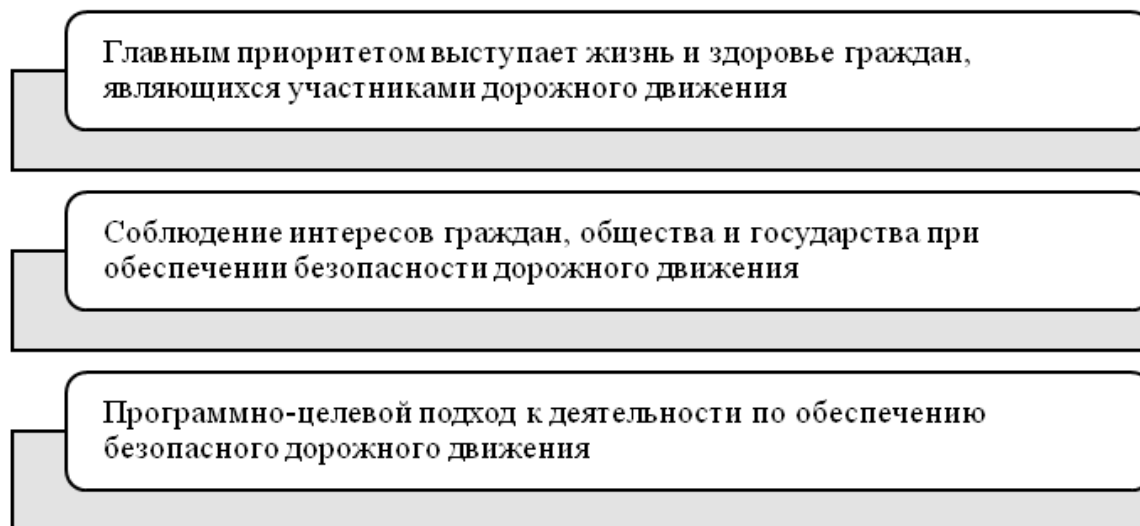 Главным приоритетом выступает жизнь и здоровье граждан,
являющихся участниками дорожного движения
Соблюдение интересов граждан, общества и государства при
обеспечении безопасности дорожного движения
Программно-целевой подход к деятельности по обеспечению
безопасного дорожного движения